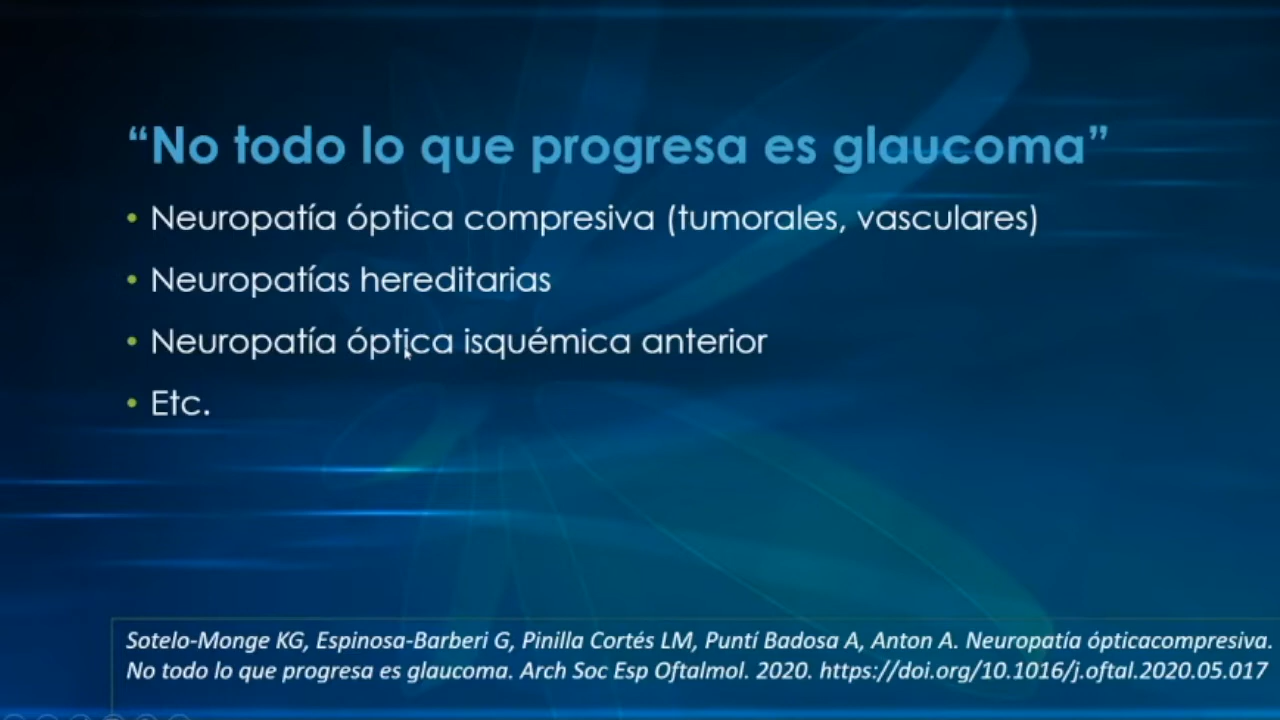 “No todo lo que progresa es glaucoma”
• Neuropatía óptica compresiva (tumorales, vasculares)
• Neuropatías hereditarias
• Neuropatía óptica isquémica anterior
• Etc.
Sotelo-Monge KG, Espinosa-Barberi G, Pinilla Cortés LM, Puntí Badosa A, Anton A. Neuropatía ópticacompresiva.
No todo lo que progresa es glaucoma. Arch Soc Esp Oftalmol. 2020. https://doi.org/10.1016/j.oftal.2020.05.017